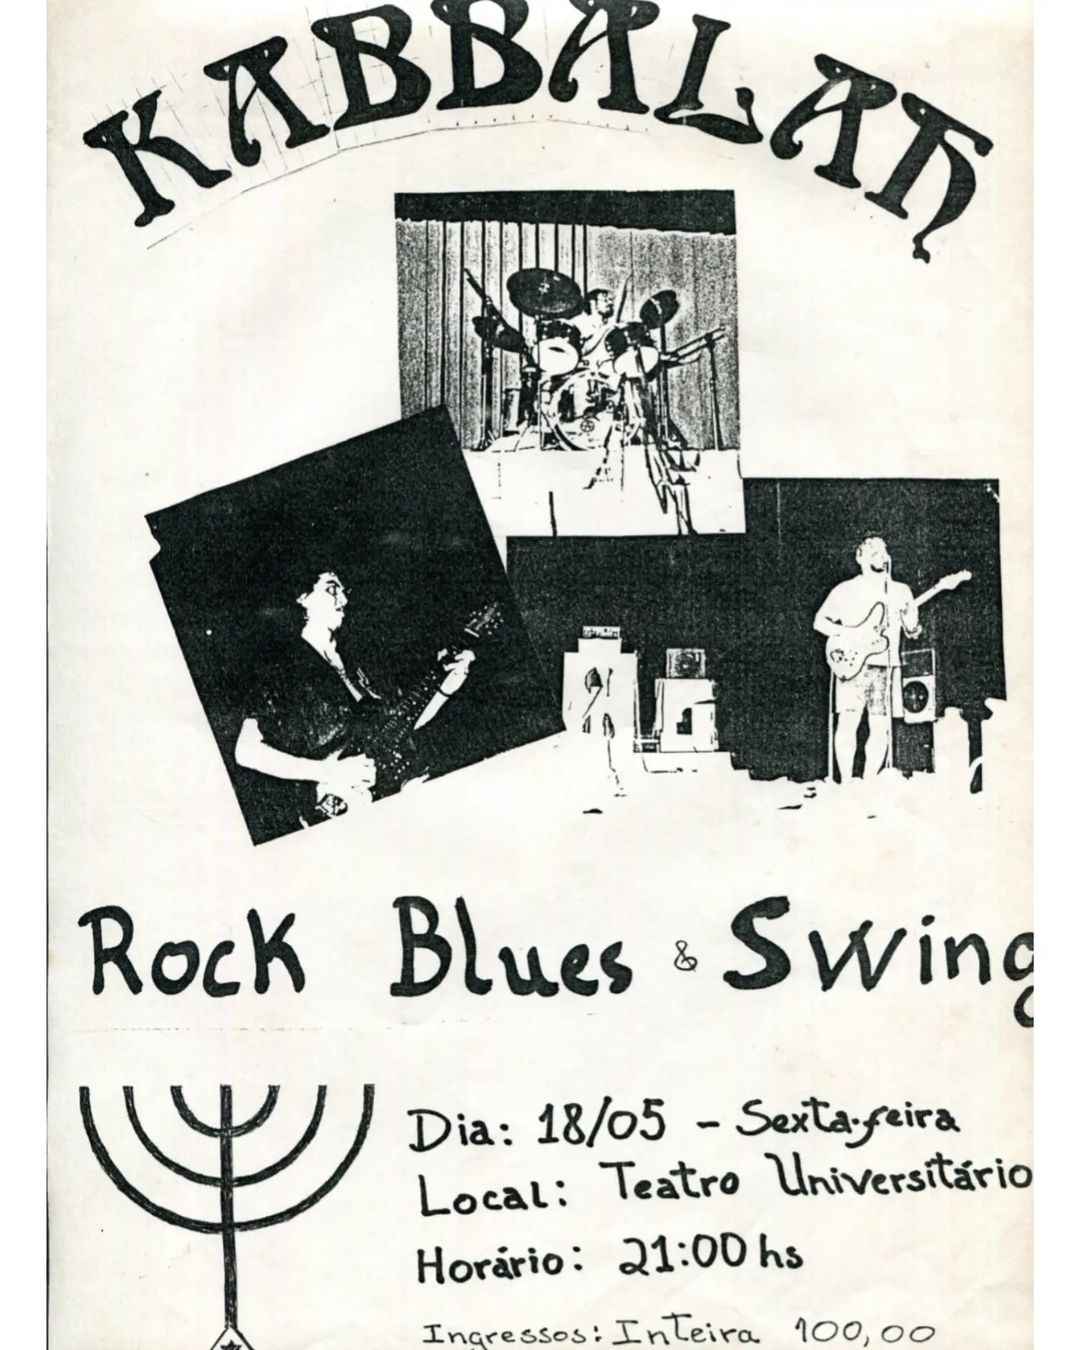 KABBALAH
Rock Blues & Swing
Dia: 18/05 - Sexta-feira
Local: Teatro Universitário
Horário: 21:00 hs
Ingressos: Inteira 100,00